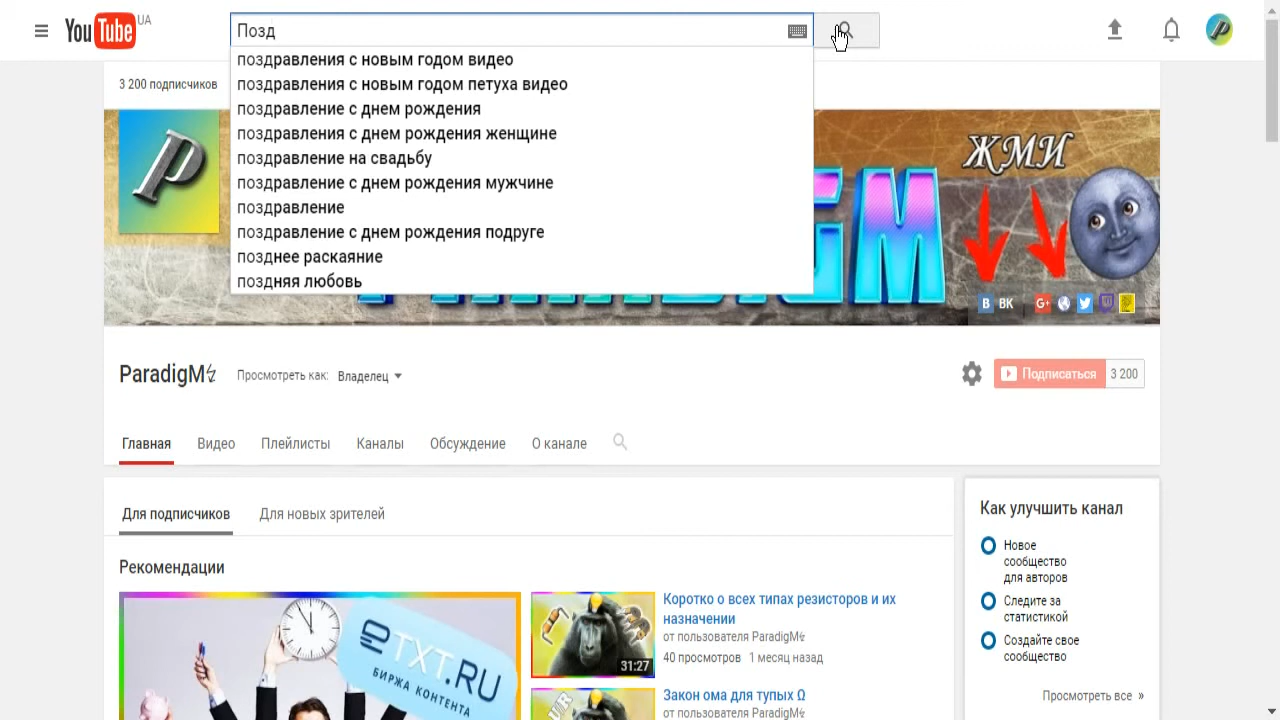 YouTube UA
Позд
поздравления с новым годом видео
поздравления с новым годом петуха видео
поздравление с днем рождения
поздравления с днем рождения женщине
поздравление на свадьбу
поздравление с днем рождения мужчине
поздравление
поздравление с днем рождения подруге
позднее раскаяние
поздняя любовь
3 200 подписчиков
P
ЖМИ
В ВК
G+
ParadigM
Просмотреть как: Владелец
Подписаться 3 200
Главная Видео Плейлисты Каналы Обсуждение О канале
Для подписчиков Для новых зрителей
Рекомендации
eTXT.RU
БИРЖА КОНТЕНТА
31:27
Коротко о всех типах резисторов и их
назначении
от пользователя ParadigM
40 просмотров 1 месяц назад
Закон ома для тупых Ω
от пользователя ParadigM
Как улучшить канал
Новое
сообщество
для авторов
Следите за
статистикой
Создайте свое
сообщество
Просмотреть все »